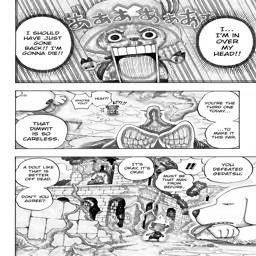 I SHOULD
HAVE JUST
GONE
BACK!! I'M
GONNA DIE!!
I...
I'M IN
OVER
MY
HEAD!!
HUH?!
YOU'RE THE
THIRD ONE
TODAY...
THAT
DIMWIT
IS SO
CARELESS.
...TO
MAKE IT
THIS FAR.
A DOLT LIKE
THAT IS
BETTER
OFF DEAD.
DON'T YOU
AGREE?
IT'S
OKAY. IT'S
OKAY.
MUST BE
THAT MAN
FROM
BEFORE.
YOU
DEFEATED
GEDATSU.